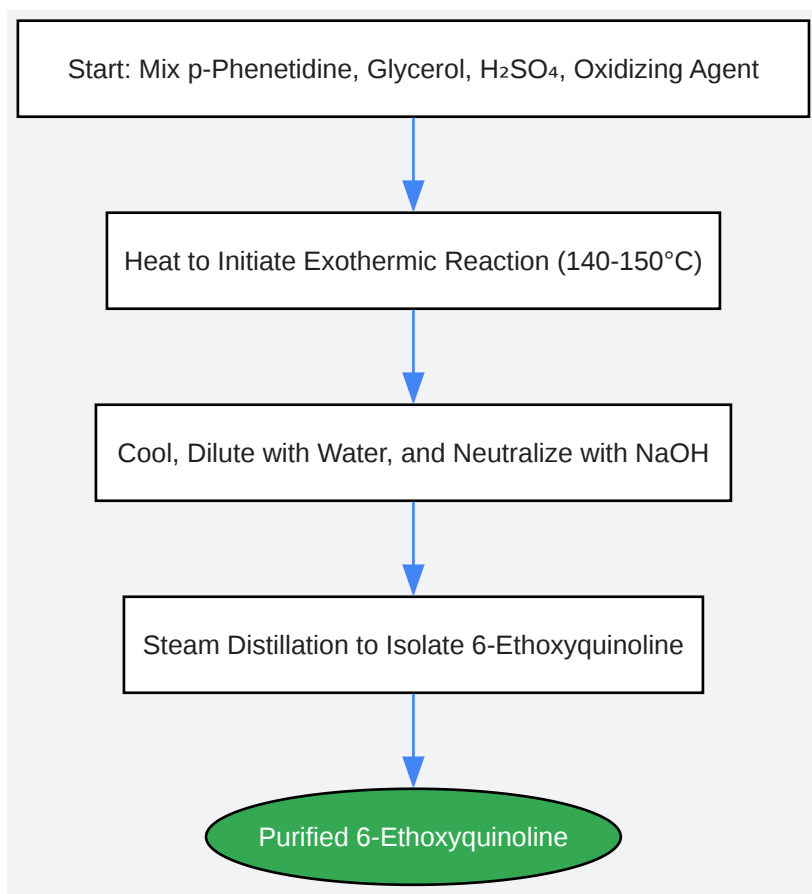 Start: Mix p-Phenetidine, Glycerol, H₂SO₄, Oxidizing Agent
Heat to Initiate Exothermic Reaction (140-150°C)
Cool, Dilute with Water, and Neutralize with NaOH
Steam Distillation to Isolate 6-Ethoxyquinoline
Purified 6-Ethoxyquinoline